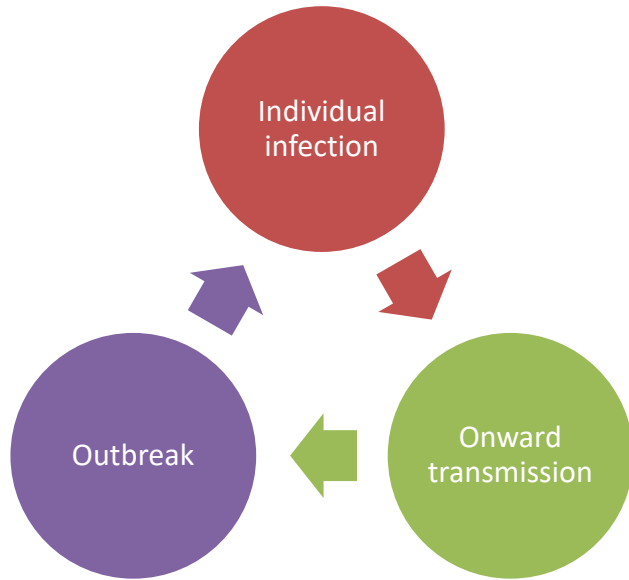 Individual
infection
Onward
transmission
Outbreak